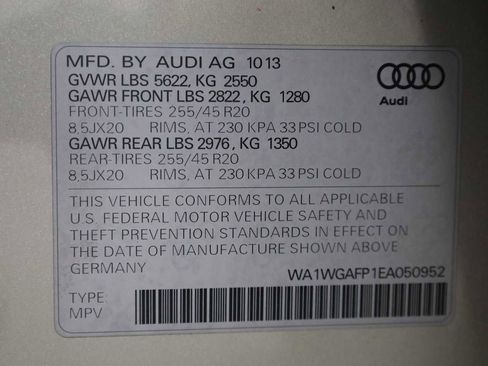 MFD. BY AUDI AG 10 13
GVWR LBS 5622, KG 2550
GAWR FRONT LBS 2822, KG 1280
FRONT-TIRES 255/45 R20
8,5JX20 RIMS, AT 230 KPA 33 PSI COLD
GAWR REAR LBS 2976, KG 1350
REAR-TIRES 255/45 R20
8,5JX20 RIMS, AT 230 KPA 33 PSI COLD
Audi
THIS VEHICLE CONFORMS TO ALL APPLICABLE
U.S. FEDERAL MOTOR VEHICLE SAFETY AND
THEFT PREVENTION STANDARDS IN EFFECT ON
THE DATE OF MANUFACTURE SHOWN ABOVE.
GERMANY WA1WGAFP1EA050952
TYPE:
MPV